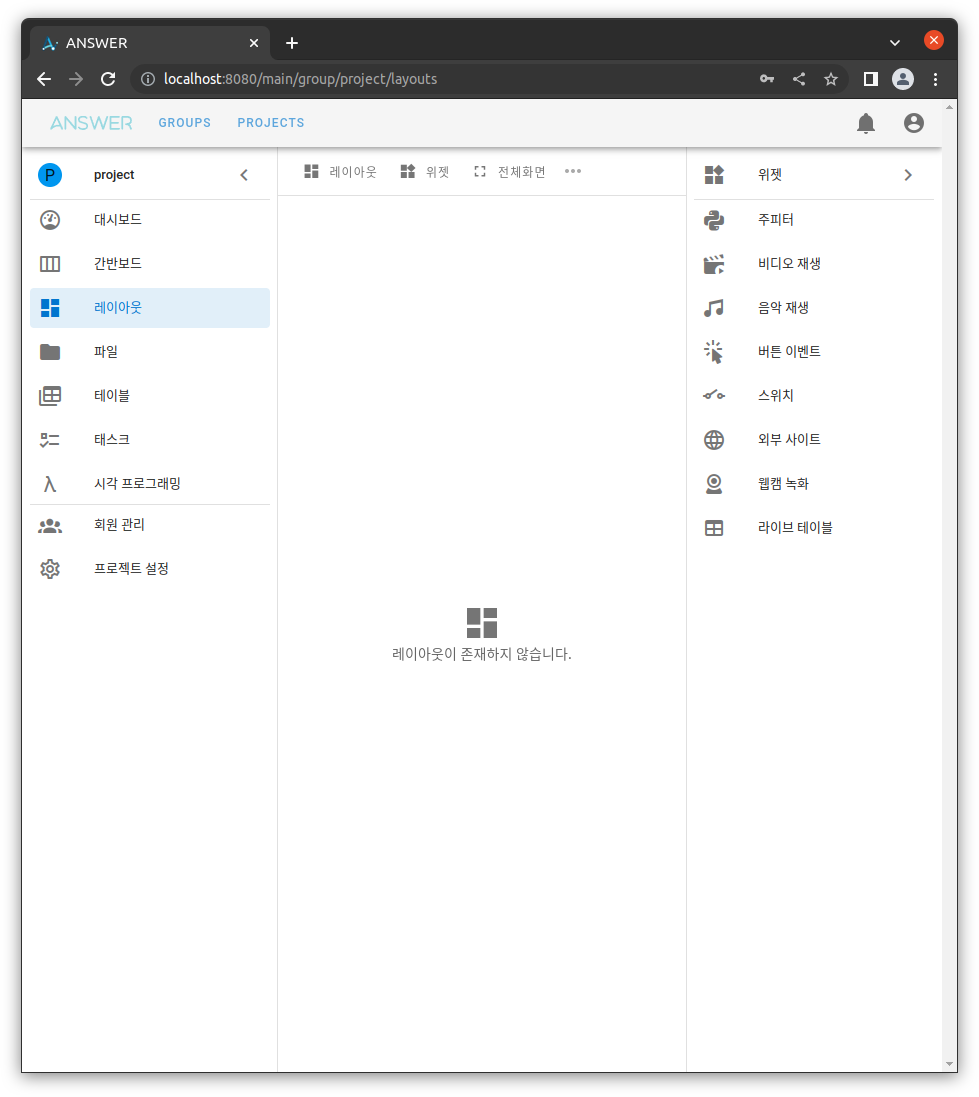 ANSWER
localhost:8080/main/group/project/layouts
ANSWER GROUPS PROJECTS
P project
대시보드
간반보드
레이아웃
파일
테이블
태스크
시각 프로그래밍
회원 관리
프로젝트 설정
레이아웃 위젯 전체화면
레이아웃이 존재하지 않습니다.
위젯
주피터
비디오 재생
음악 재생
버튼 이벤트
스위치
외부 사이트
웹캠 녹화
라이브 테이블